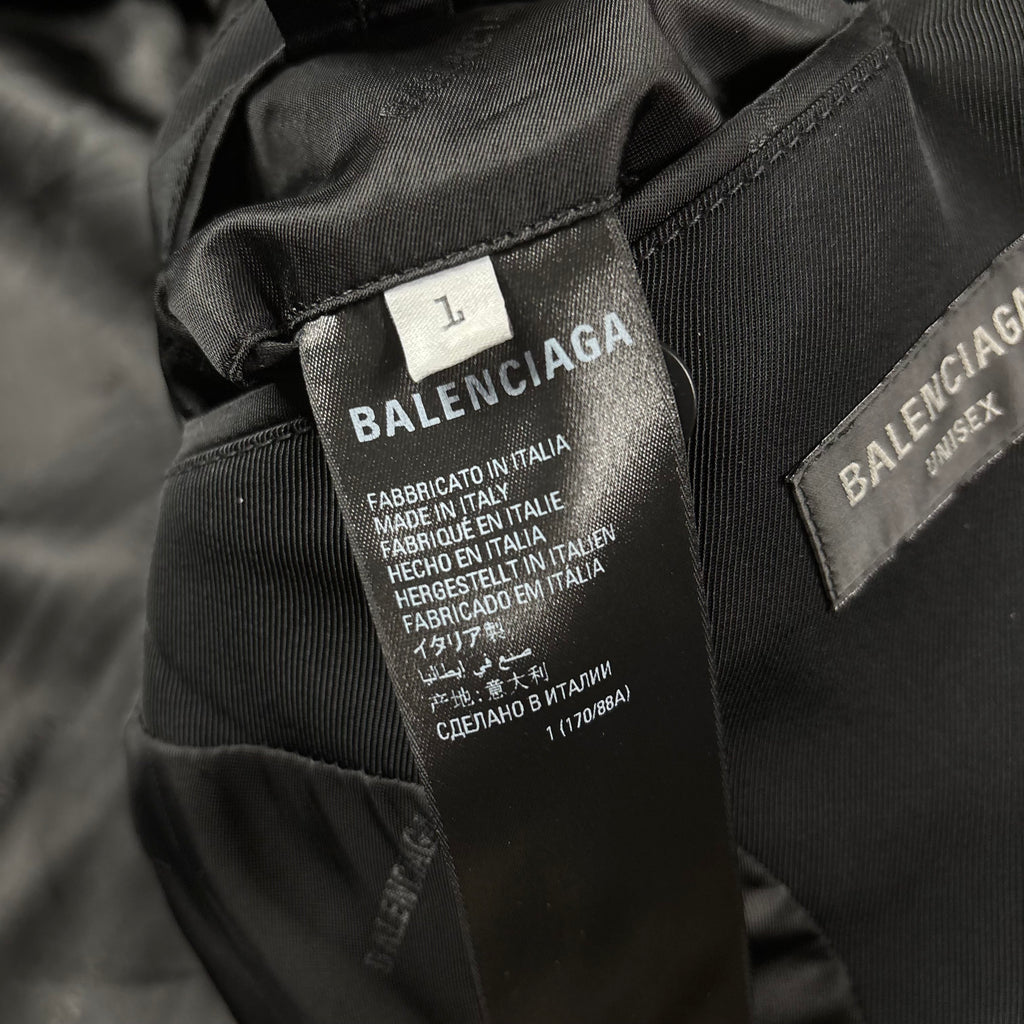 1
BALENCIAGA
FABBRICATO IN ITALIA
MADE IN ITALY
FABRIQUÉ EN ITALIE
HECHO EN ITALIA
HERGESTELLT IN ITALIEN
FABRICADO EM ITÁLIA
イタリア製
صنع في ايطاليا
产地:意大利
СДЕЛАНО В ИТАЛИИ
1 (170/88A)
BALENCIAGA
UNISEX
BALENCIAGA